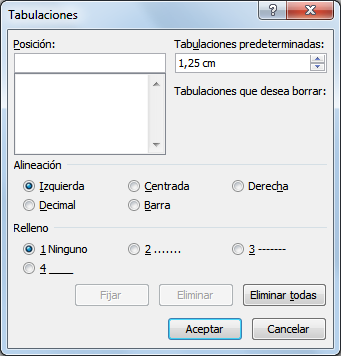 Tabulaciones
Posición:
Tabulaciones predeterminadas:
1,25 cm
Tabulaciones que desea borrar:
Alineación
Izquierda Centrada Derecha
Decimal Barra
Relleno
1 Ninguno 2 ....... 3 -------
4 ____
Fijar Eliminar Eliminar todas
Aceptar Cancelar